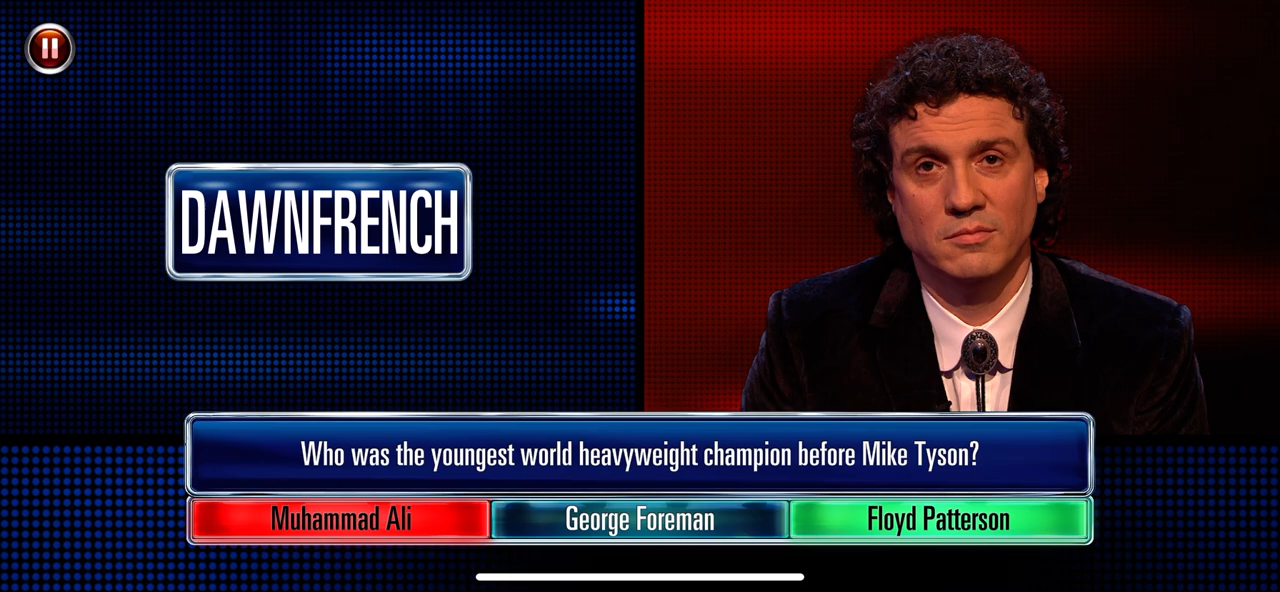 DAWNFRENCH
Who was the youngest world heavyweight champion before Mike Tyson?
Muhammad Ali
George Foreman
Floyd Patterson